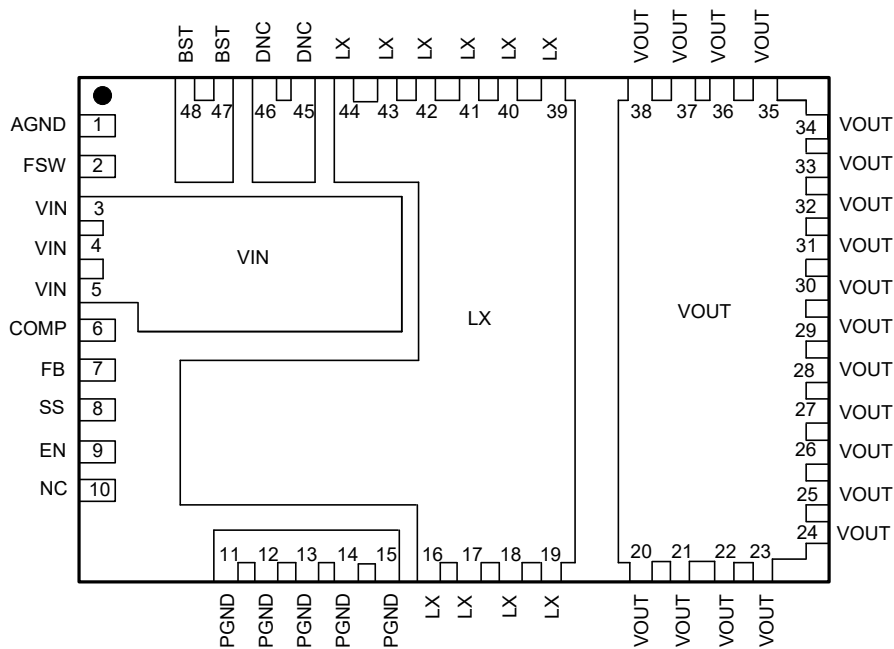 BST BST DNC DNC LX LX LX LX LX LX VOUT VOUT VOUT VOUT
48 47 46 45 44 43 42 41 40 39 38 37 36 35
AGND 1
FSW 2
VIN 3
VIN 4
VIN 5
COMP 6
FB 7
SS 8
EN 9
NC 10
VIN
LX
VOUT
34 VOUT
33 VOUT
32 VOUT
31 VOUT
30 VOUT
29 VOUT
28 VOUT
27 VOUT
26 VOUT
25 VOUT
24 VOUT
11 12 13 14 15 16 17 18 19 20 21 22 23
PGND PGND PGND PGND PGND LX LX LX LX VOUT VOUT VOUT VOUT